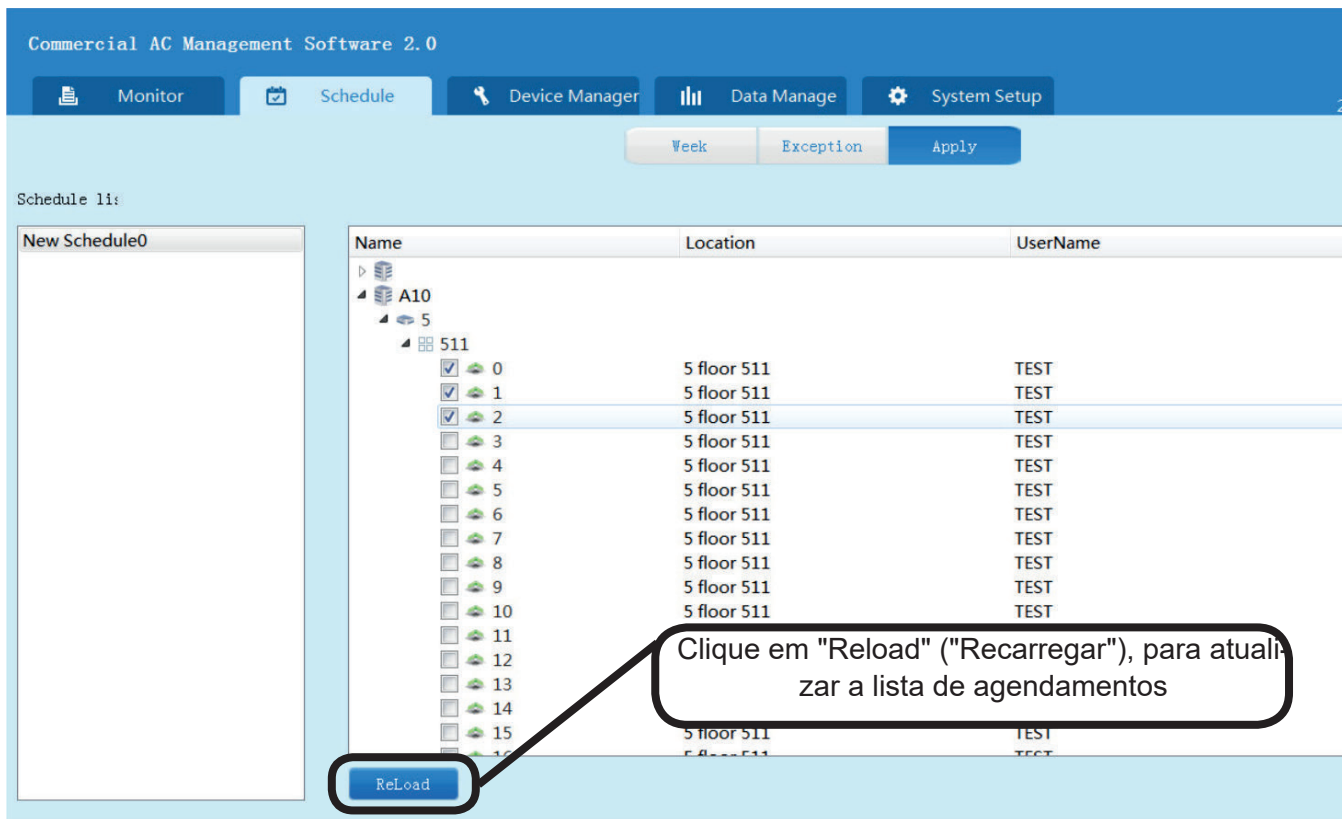 Commercial AC Management Software 2.0
Monitor Schedule Device Manager Data Manage System Setup
2
Week Exception Apply
Schedule lis
New Schedule0
Name Location UserName
A10
5
511
0 5 floor 511 TEST
1 5 floor 511 TEST
2 5 floor 511 TEST
3 5 floor 511 TEST
4 5 floor 511 TEST
5 5 floor 511 TEST
6 5 floor 511 TEST
7 5 floor 511 TEST
8 5 floor 511 TEST
9 5 floor 511 TEST
10 5 floor 511 TEST
11
12
13
14
15 5 floor 511 TEST
Clique em "Reload" ("Recarregar"), para atuali-
zar a lista de agendamentos
ReLoad